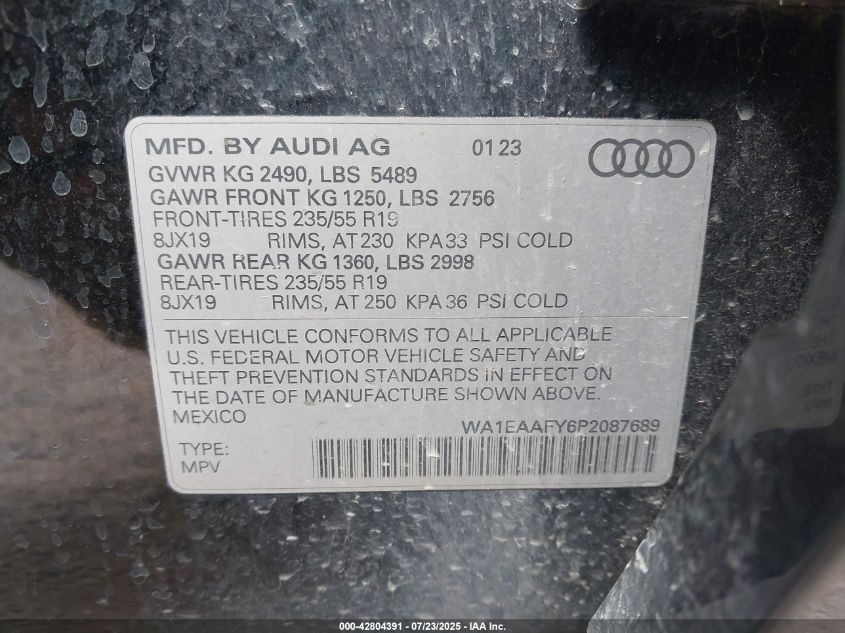 MFD. BY AUDI AG 01 23
GVWR KG 2490, LBS 5489
GAWR FRONT KG 1250, LBS 2756
FRONT-TIRES 235/55 R19
8JX19 RIMS, AT 230 KPA 33 PSI COLD
GAWR REAR KG 1360, LBS 2998
REAR-TIRES 235/55 R19
8JX19 RIMS, AT 250 KPA 36 PSI COLD
THIS VEHICLE CONFORMS TO ALL APPLICABLE
U.S. FEDERAL MOTOR VEHICLE SAFETY AND
THEFT PREVENTION STANDARDS IN EFFECT ON
THE DATE OF MANUFACTURE SHOWN ABOVE.
MEXICO
WA1EAAFY6P2087689
TYPE:
MPV
000-42804391 - 07/23/2025 - IAA Inc.